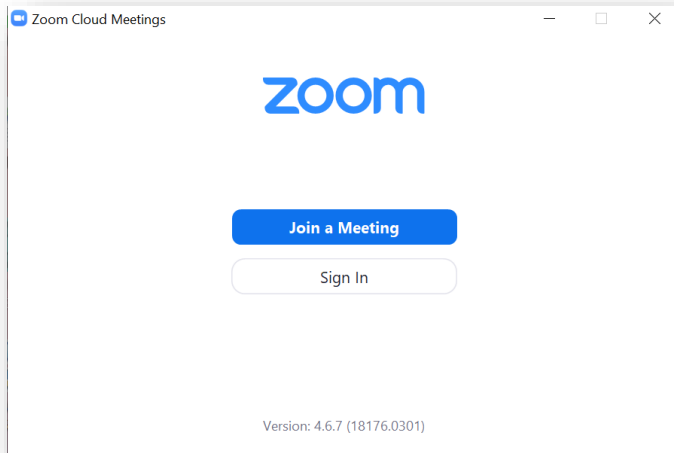 Zoom Cloud Meetings
zoom
Join a Meeting
Sign In
Version: 4.6.7 (18176.0301)